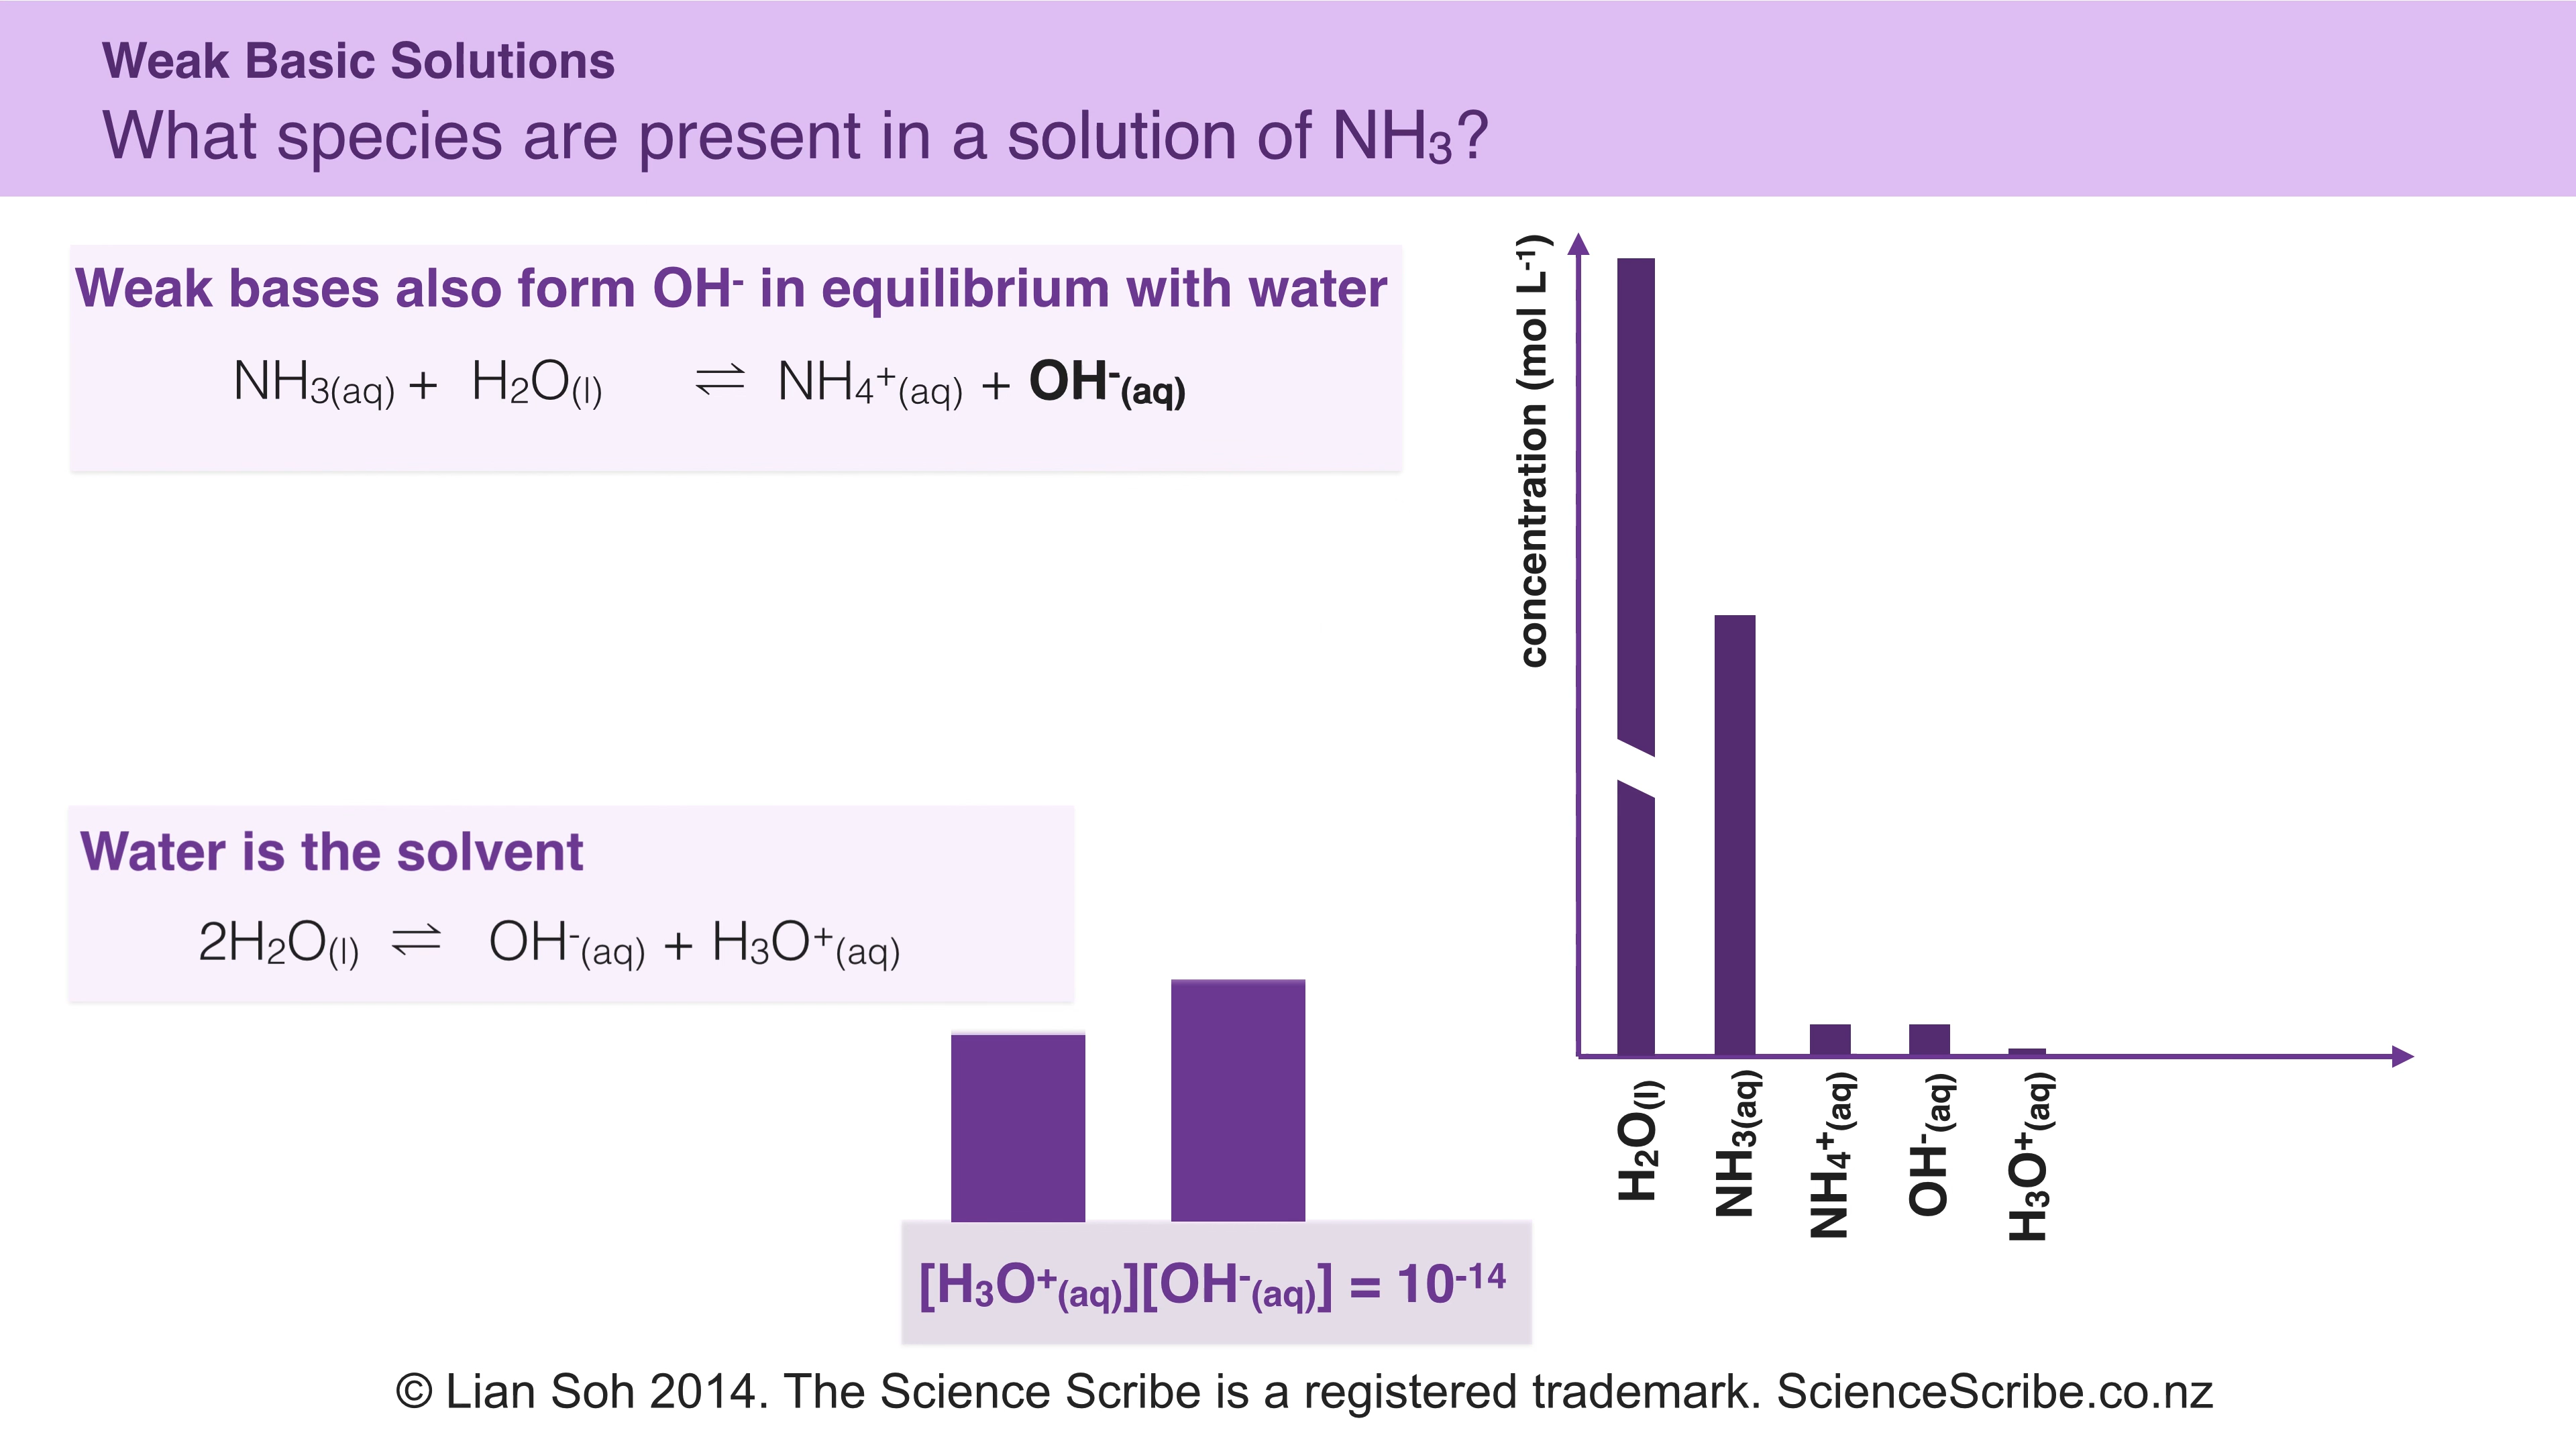 Weak Basic Solutions
What species are present in a solution of NH₃?
Weak bases also form OH⁻ in equilibrium with water
NH₃(aq) + H₂O(l) ⇌ NH₄⁺(aq) + OH⁻(aq)
Water is the solvent
2H₂O(l) ⇌ OH⁻(aq) + H₃O⁺(aq)
[H₃O⁺(aq)][OH⁻(aq)] = 10⁻¹⁴
concentration (mol L⁻¹)
H₂O(l)
NH₃(aq)
NH₄⁺(aq)
OH⁻(aq)
H₃O⁺(aq)
© Lian Soh 2014. The Science Scribe is a registered trademark. ScienceScribe.co.nz